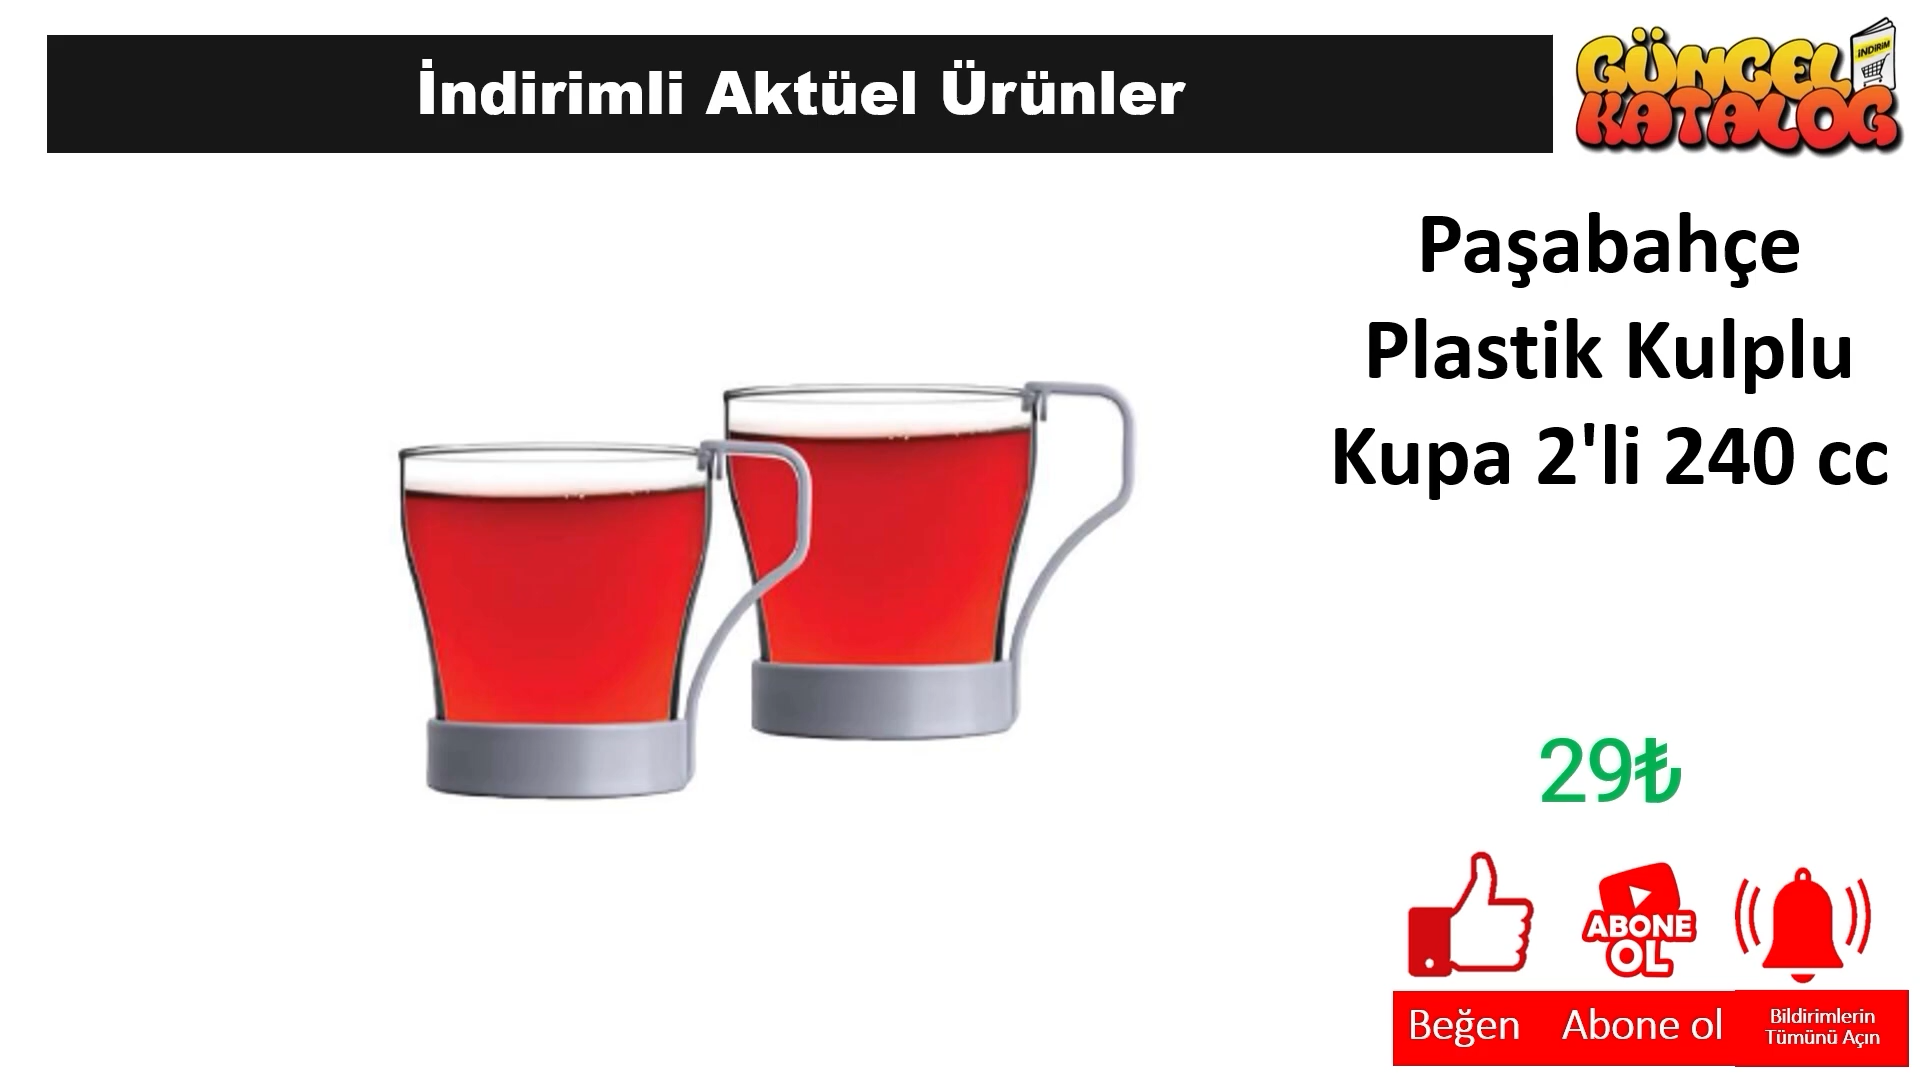 İndirimli Aktüel Ürünler
GÜNCEL
İNDİRİM
KATALOG
Paşabahçe
Plastik Kulplu
Kupa 2'li 240 cc
29₺
ABONE
OL
Beğen
Abone ol
Bildirimlerin
Tümünü Açın